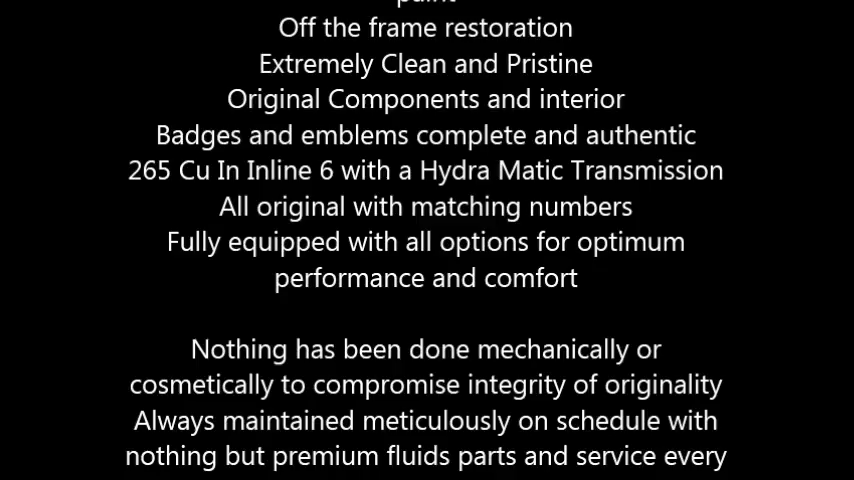 paint
Off the frame restoration
Extremely Clean and Pristine
Original Components and interior
Badges and emblems complete and authentic
265 Cu In Inline 6 with a Hydra Matic Transmission
All original with matching numbers
Fully equipped with all options for optimum
performance and comfort
Nothing has been done mechanically or
cosmetically to compromise integrity of originality
Always maintained meticulously on schedule with
nothing but premium fluids parts and service every